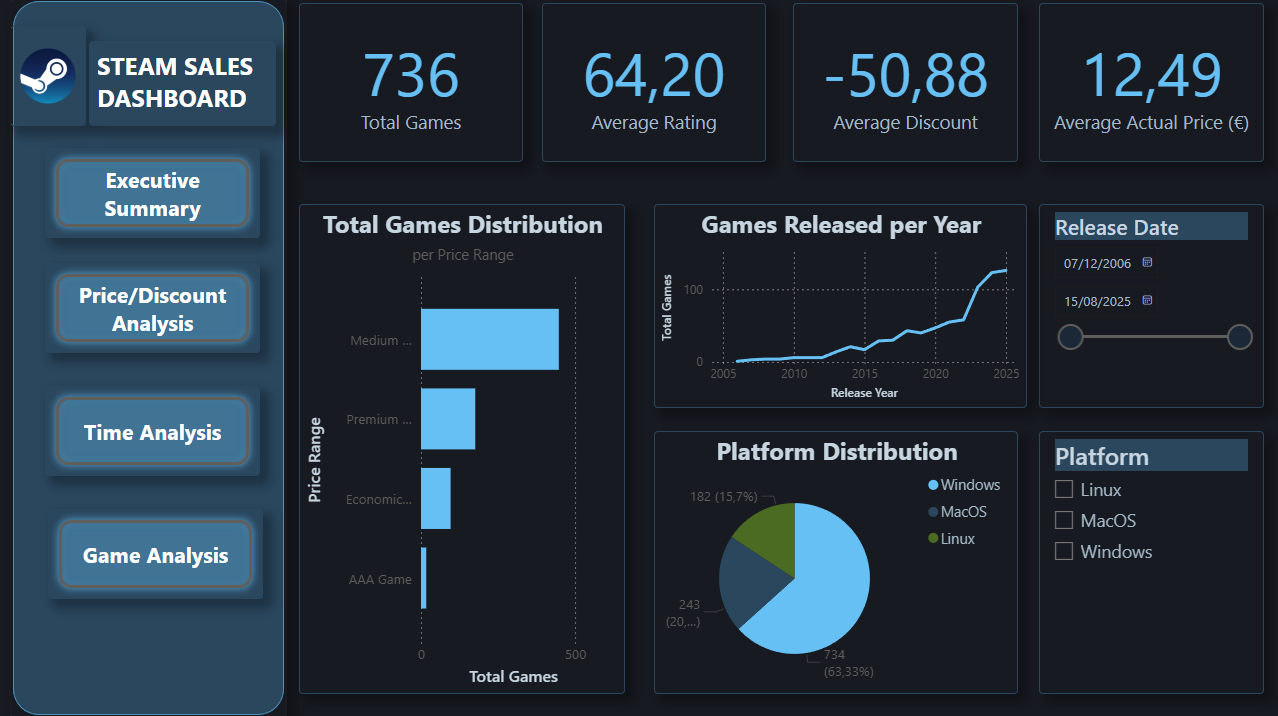 STEAM SALES
DASHBOARD
Executive
Summary
Price/Discount
Analysis
Time Analysis
Game Analysis
736
Total Games
64,20
Average Rating
-50,88
Average Discount
12,49
Average Actual Price (€)
Total Games Distribution
per Price Range
Price Range
Medium ...
Premium ...
Economic...
AAA Game
0 500
Total Games
Games Released per Year
Total Games
100
0
2005 2010 2015 2020 2025
Release Year
Release Date
07/12/2006
15/08/2025
Platform Distribution
182 (15,7%)
243
(20,...)
734
(63,33%)
Windows
MacOS
Linux
Platform
Linux
MacOS
Windows